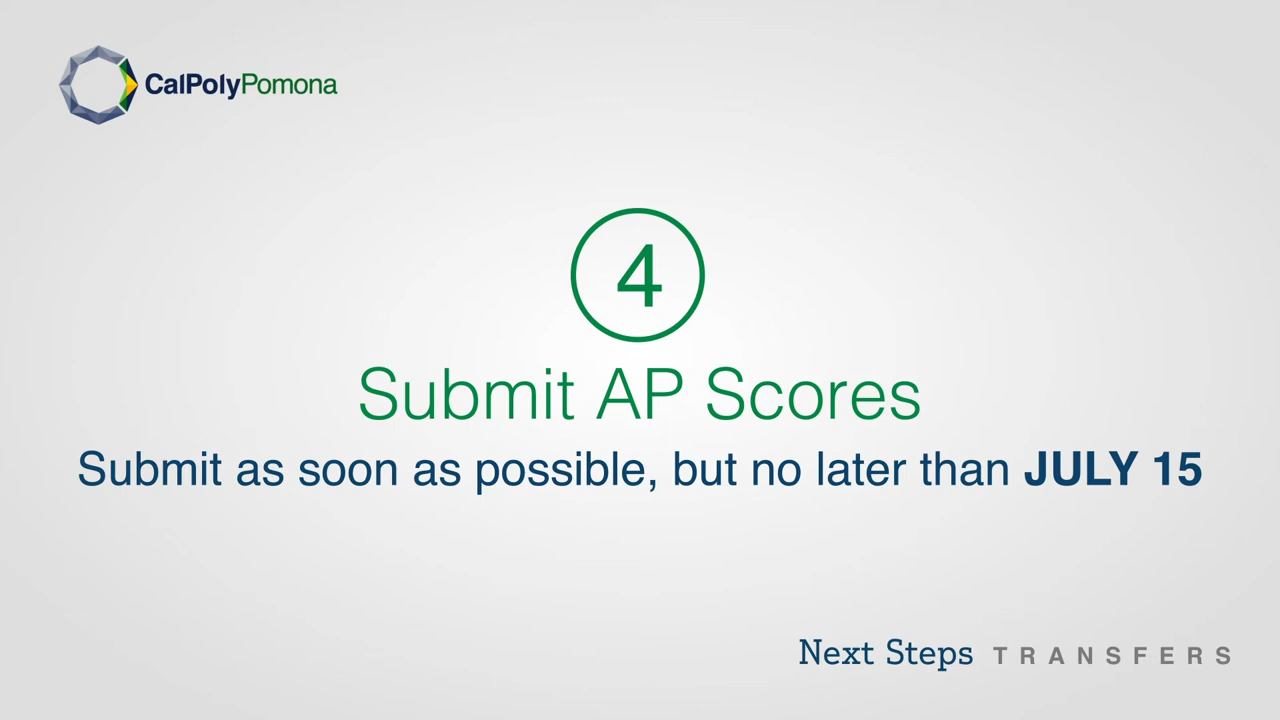 CalPolyPomona
4
Submit AP Scores
Submit as soon as possible, but no later than JULY 15
Next Steps TRANSFERS